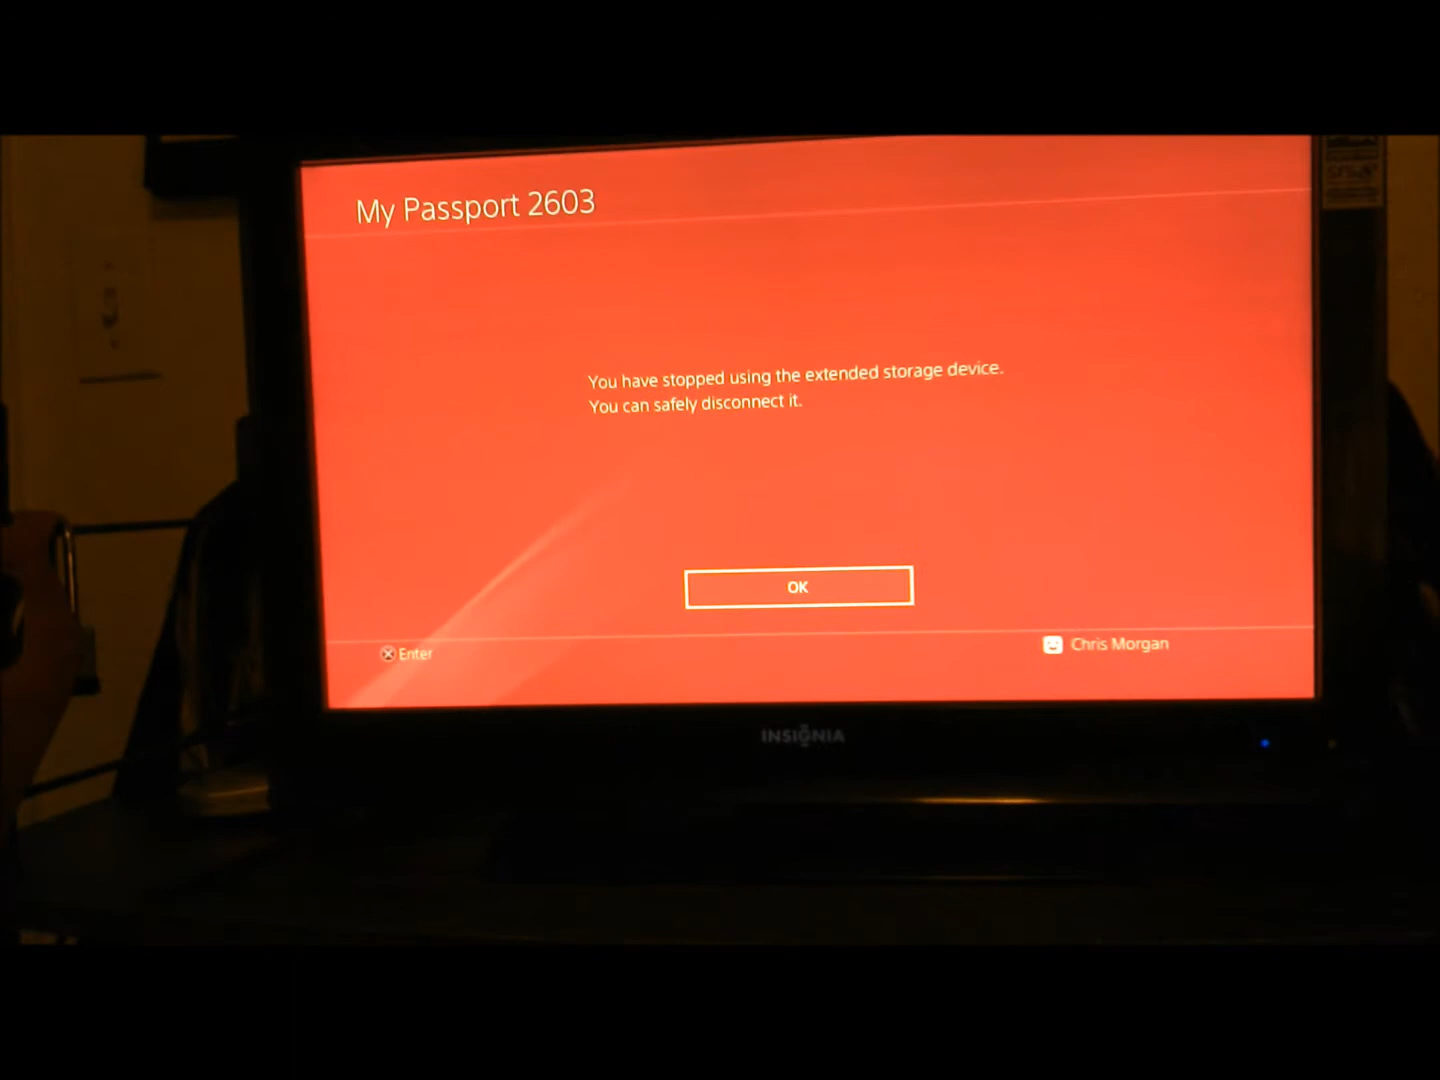 My Passport 2603
You have stopped using the extended storage device.
You can safely disconnect it.
OK
Enter
Chris Morgan
INSIGNIA